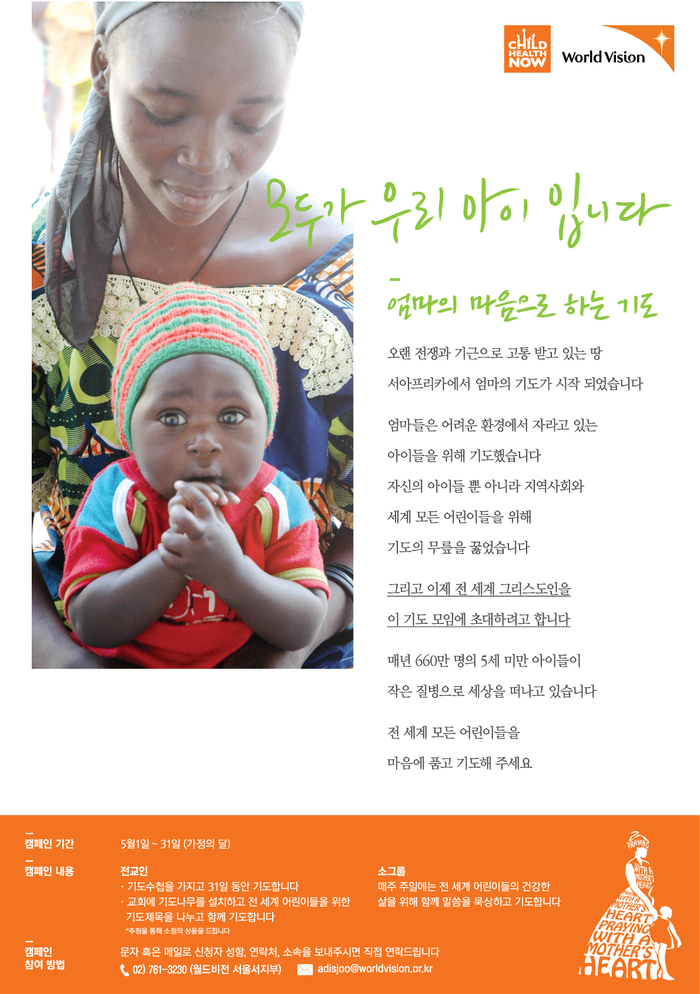 CHILD
HEALTH
NOW
World Vision
모두가 우리 아이 입니다
엄마의 마음으로 하는 기도
오랜 전쟁과 기근으로 고통 받고 있는 땅
서아프리카에서 엄마의 기도가 시작 되었습니다
엄마들은 어려운 환경에서 자라고 있는
아이들을 위해 기도했습니다
자신의 아이들 뿐 아니라 지역사회와
세계 모든 어린이들을 위해
기도의 무릎을 꿇었습니다
그리고 이제 전 세계 그리스도인을
이 기도 모임에 초대하려고 합니다
매년 660만 명의 5세 미만 아이들이
작은 질병으로 세상을 떠나고 있습니다
전 세계 모든 어린이들을
마음에 품고 기도해 주세요
캠페인 기간
5월1일 ~ 31일 (가정의 달)
캠페인 내용
전교인
· 기도수첩을 가지고 31일 동안 기도합니다
· 교회에 기도나무를 설치하고 전 세계 어린이들을 위한
기도제목을 나누고 함께 기도합니다
*추첨을 통해 소정의 상품을 드립니다
소그룹
매주 주일에는 전 세계 어린이들의 건강한
삶을 위해 함께 말씀을 묵상하고 기도합니다
캠페인
참여 방법
문자 혹은 메일로 신청자 성함, 연락처, 소속을 보내주시면 직접 연락드립니다
02) 761-3230 (월드비전 서울서지부)
adisjoo@worldvision.or.kr
PRAYING
WITH A
MOTHER'S
HEART
WITH A
MOTHER'S
HEART
PRAYING
WITH A
MOTHER'S
HEART